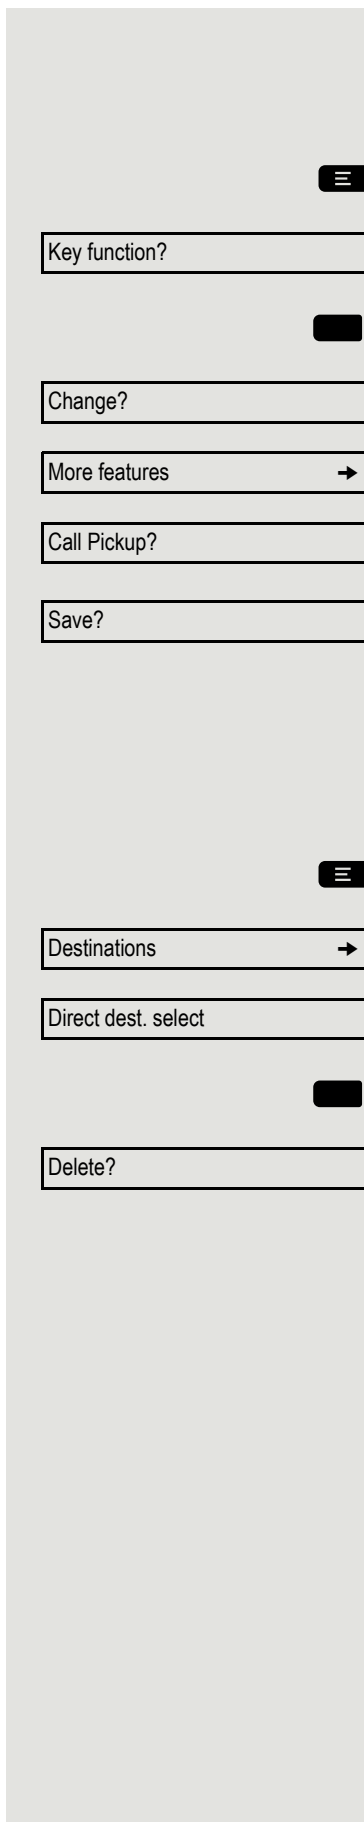 Key function?
Change?
More features
Call Pickup?
Save?
Destinations
Direct dest. select
Delete?